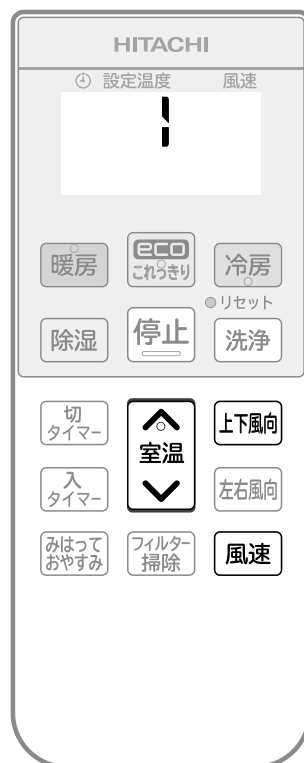 HITACHI
設定温度 風速
1
暖房
eco
これっきり
冷房
リセット
除湿
停止
洗浄
切
タイマー
室温
上下風向
入
タイマー
左右風向
みはって
おやすみ
フィルター
掃除
風速